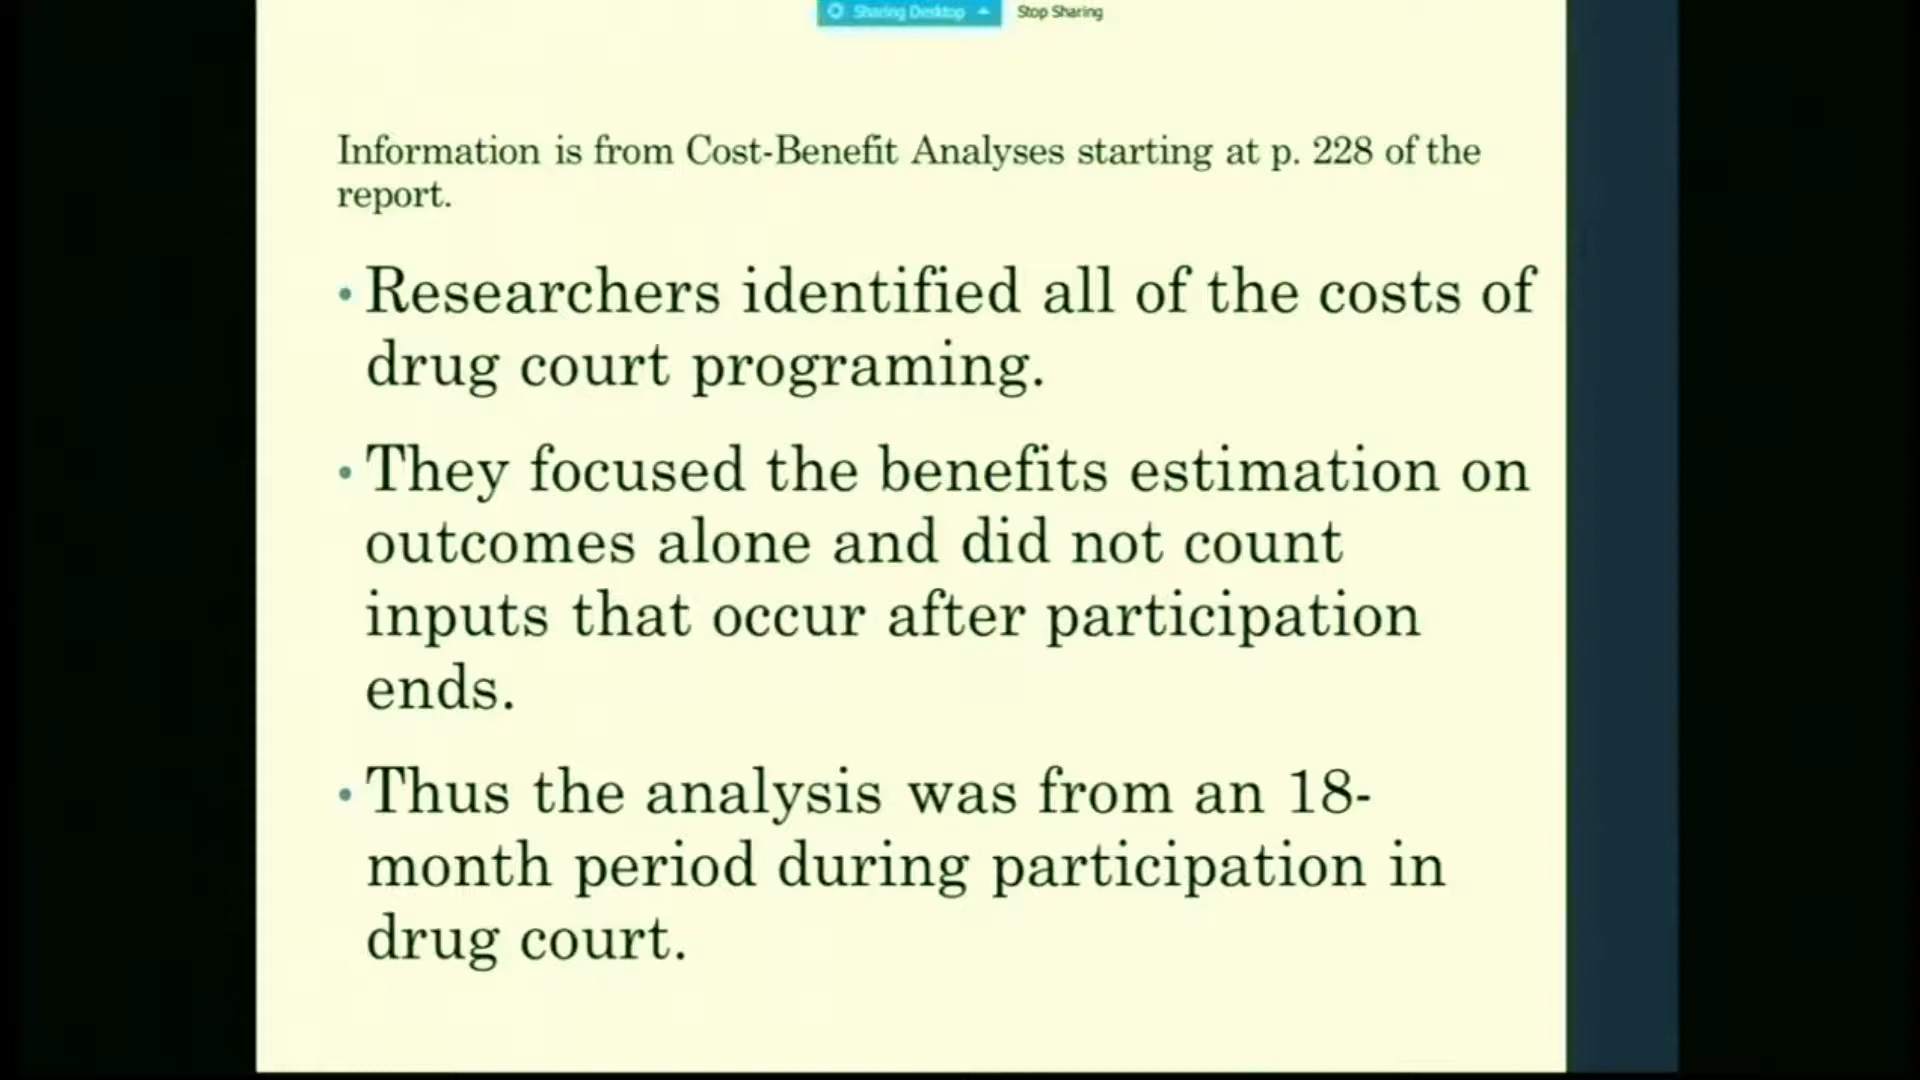 Sharing Desktop Stop Sharing
Information is from Cost-Benefit Analyses starting at p. 228 of the
report.
• Researchers identified all of the costs of
drug court programing.
• They focused the benefits estimation on
outcomes alone and did not count
inputs that occur after participation
ends.
• Thus the analysis was from an 18-
month period during participation in
drug court.